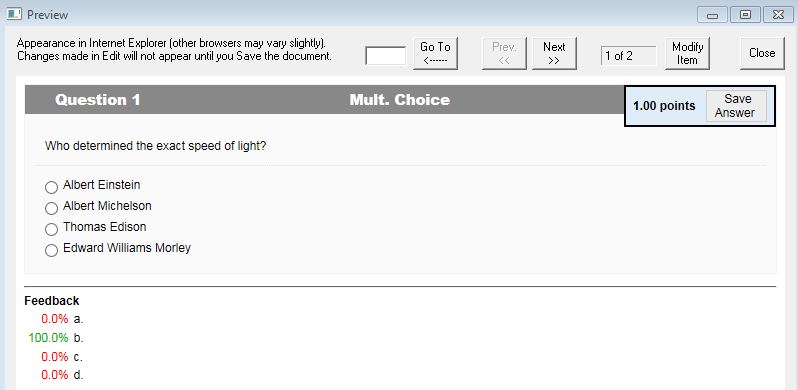 Preview
Appearance in Internet Explorer (other browsers may vary slightly).
Changes made in Edit will not appear until you Save the document.
Go To
<------
Prev.
<<
Next
>>
1 of 2
Modify
Item
Close
Question 1
Mult. Choice
1.00 points
Save
Answer
Who determined the exact speed of light?
Albert Einstein
Albert Michelson
Thomas Edison
Edward Williams Morley
Feedback
0.0% a.
100.0% b.
0.0% c.
0.0% d.